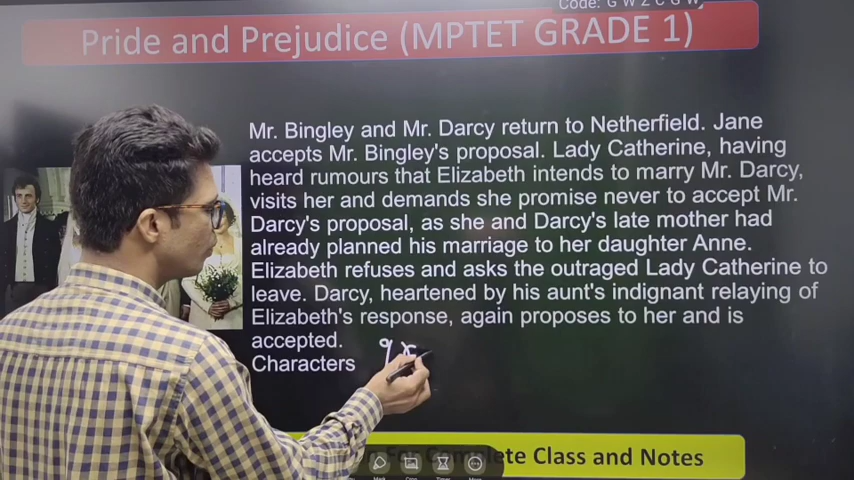 Code: G W Z C G W
Pride and Prejudice (MPTET GRADE 1)
Mr. Bingley and Mr. Darcy return to Netherfield. Jane
accepts Mr. Bingley's proposal. Lady Catherine, having
heard rumours that Elizabeth intends to marry Mr. Darcy,
visits her and demands she promise never to accept Mr.
Darcy's proposal, as she and Darcy's late mother had
already planned his marriage to her daughter Anne.
Elizabeth refuses and asks the outraged Lady Catherine to
leave. Darcy, heartened by his aunt's indignant relaying of
Elizabeth's response, again proposes to her and is
accepted.
Characters
For Complete Class and Notes